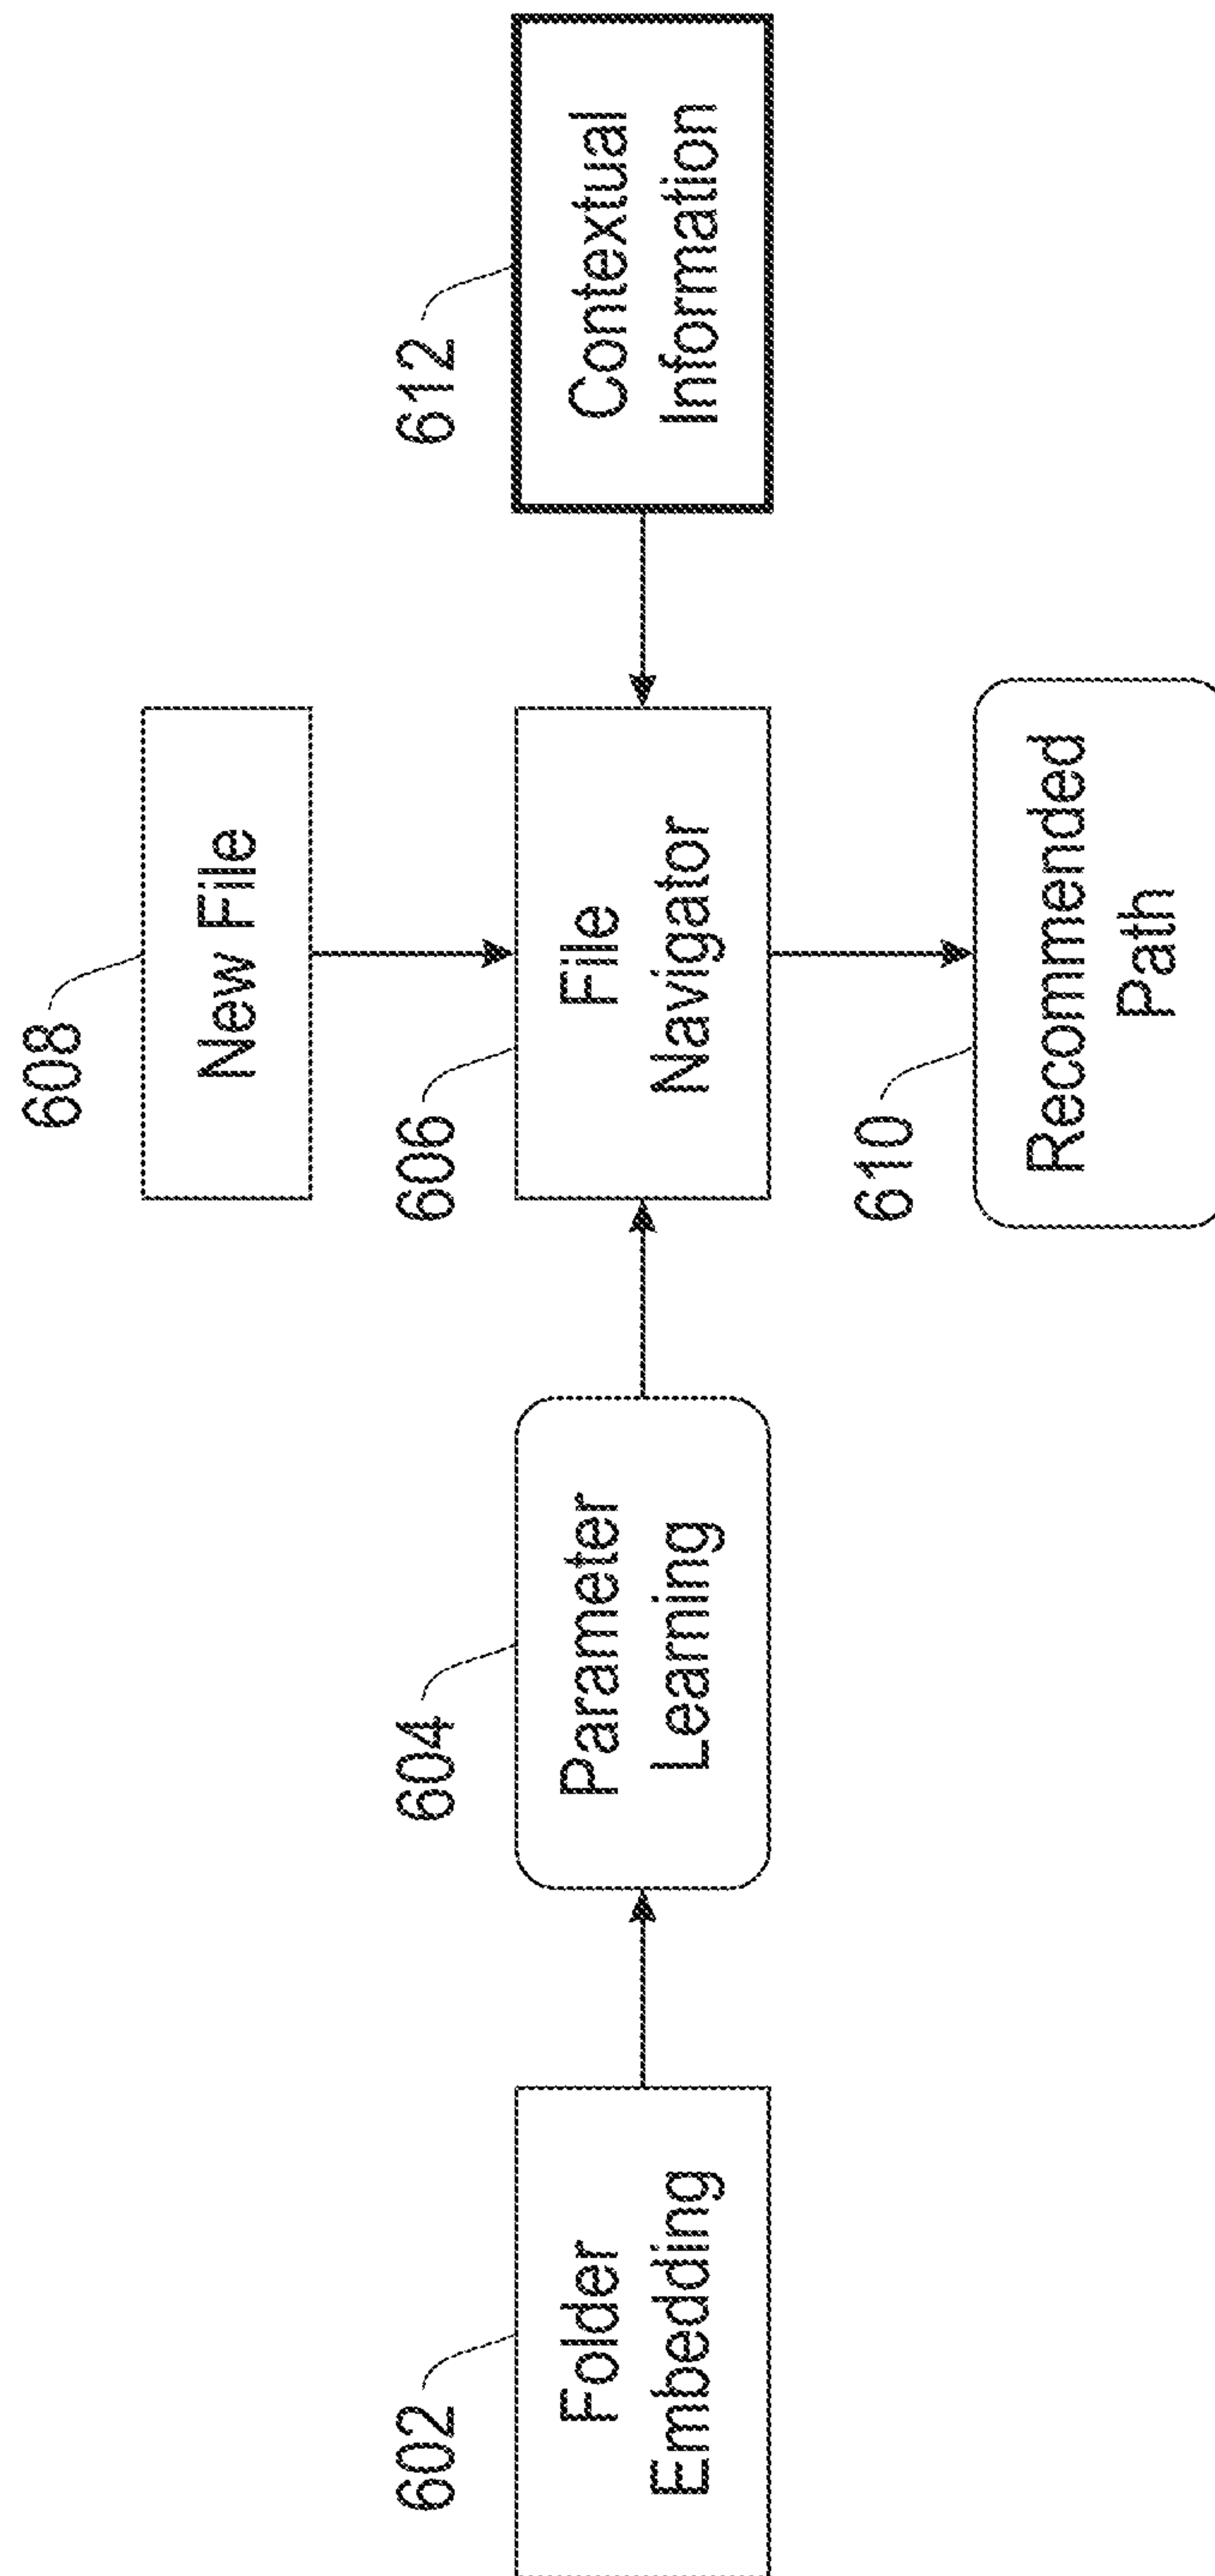 608
New File
602
Folder
Embedding
604
Parameter
Learning
606
File
Navigator
612
Contextual
Information
610
Recommended
Path